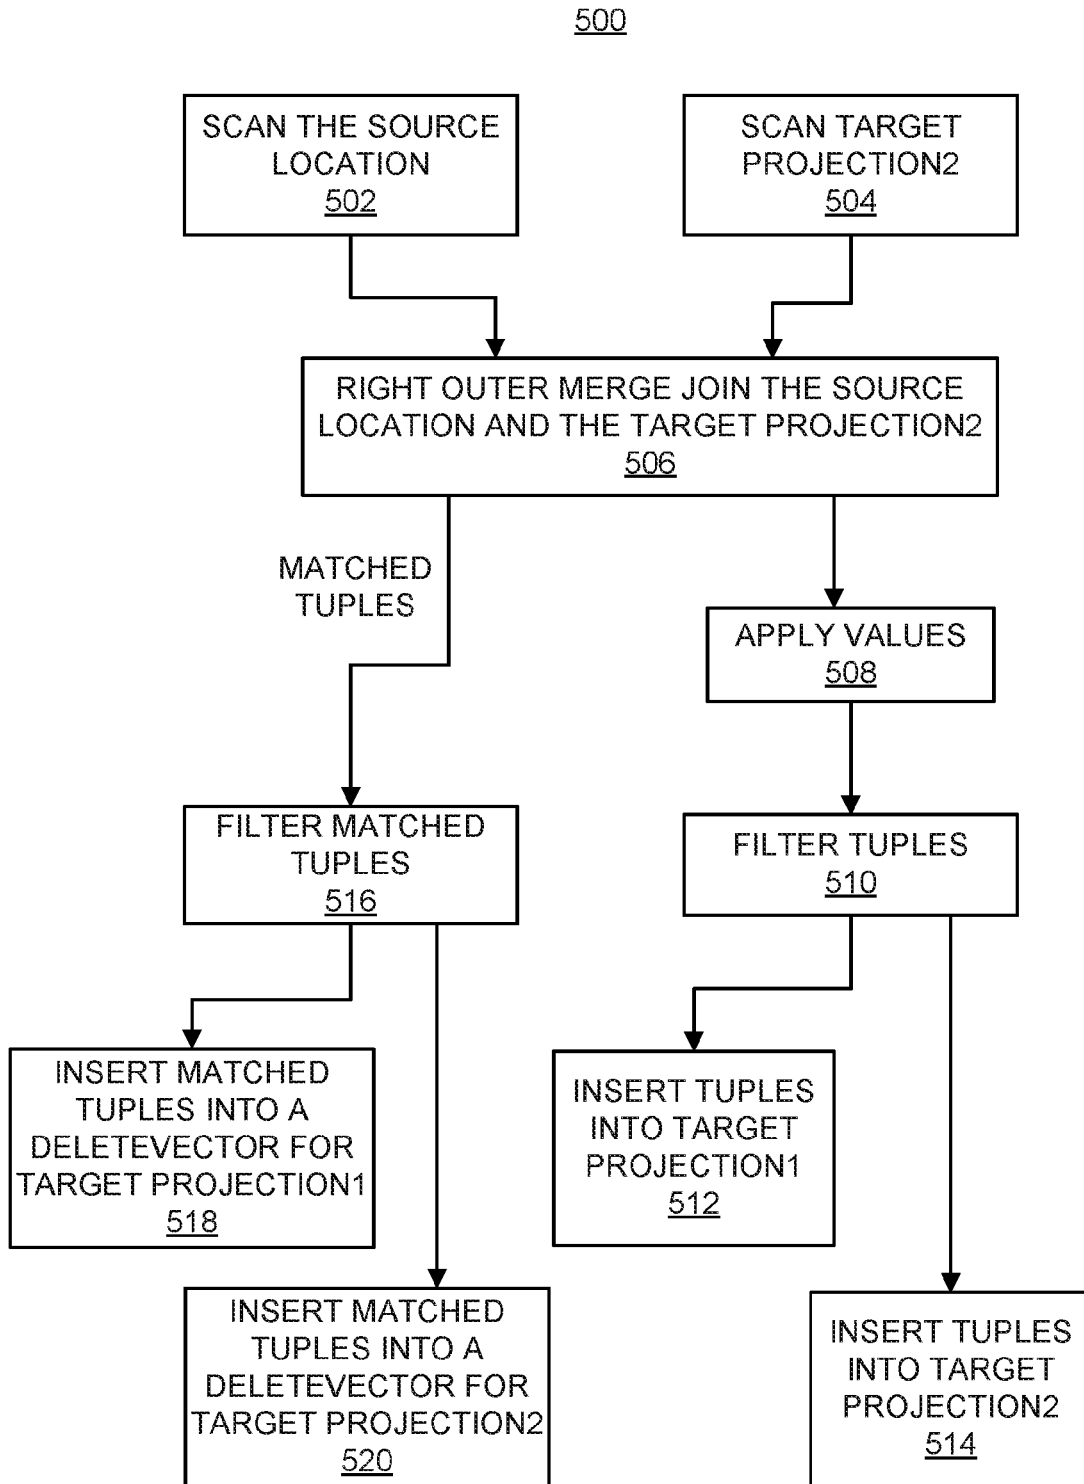 500
SCAN THE SOURCE
LOCATION
502
SCAN TARGET
PROJECTION2
504
RIGHT OUTER MERGE JOIN THE SOURCE
LOCATION AND THE TARGET PROJECTION2
506
MATCHED
TUPLES
APPLY VALUES
508
FILTER MATCHED
TUPLES
516
FILTER TUPLES
510
INSERT MATCHED
TUPLES INTO A
DELETEVECTOR FOR
TARGET PROJECTION1
518
INSERT TUPLES
INTO TARGET
PROJECTION1
512
INSERT MATCHED
TUPLES INTO A
DELETEVECTOR FOR
TARGET PROJECTION2
520
INSERT TUPLES
INTO TARGET
PROJECTION2
514